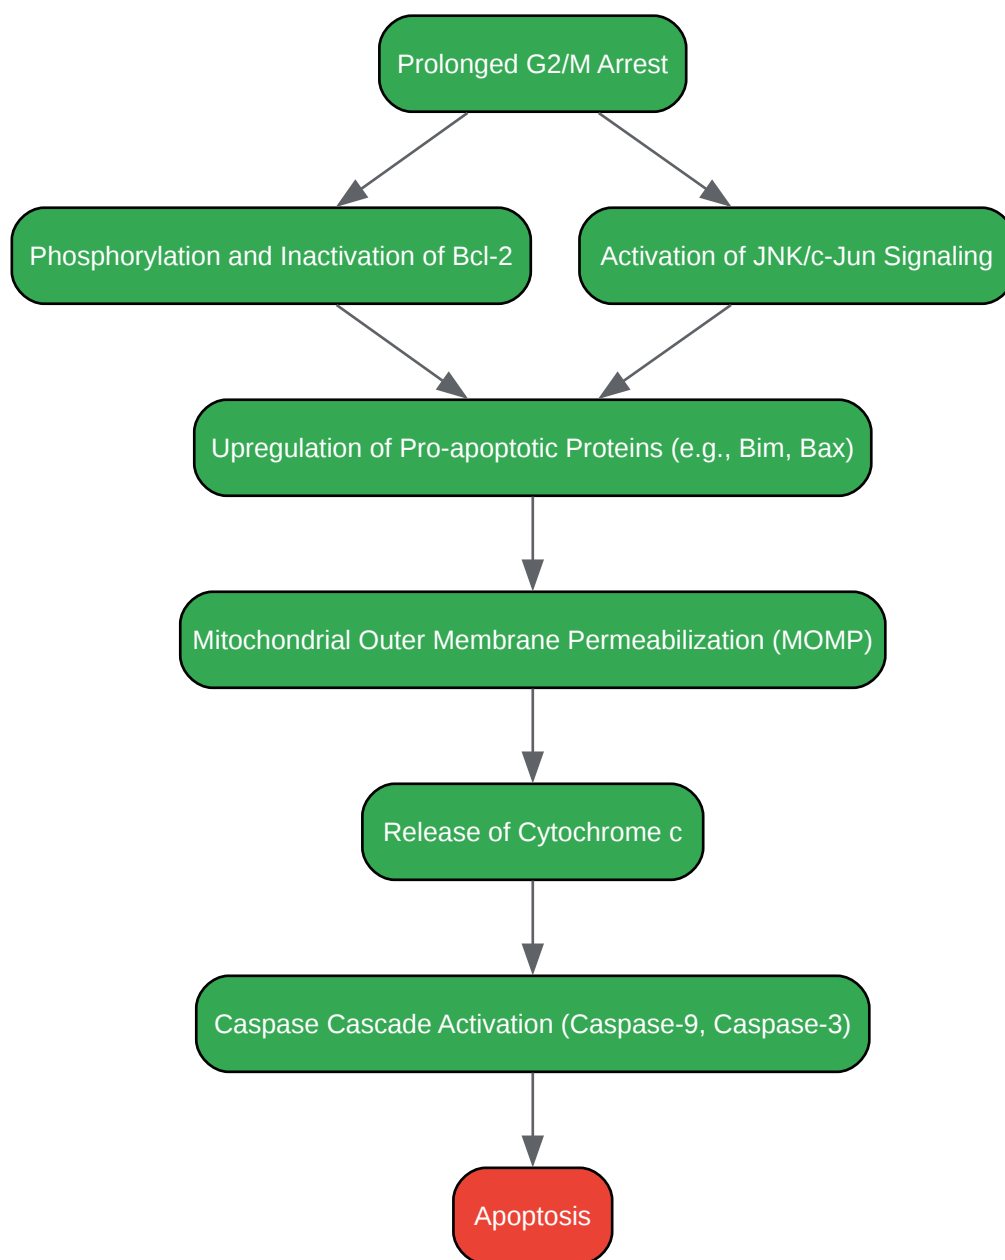 Prolonged G2/M Arrest
Phosphorylation and Inactivation of Bcl-2
Activation of JNK/c-Jun Signaling
Upregulation of Pro-apoptotic Proteins (e.g., Bim, Bax)
Mitochondrial Outer Membrane Permeabilization (MOMP)
Release of Cytochrome c
Caspase Cascade Activation (Caspase-9, Caspase-3)
Apoptosis